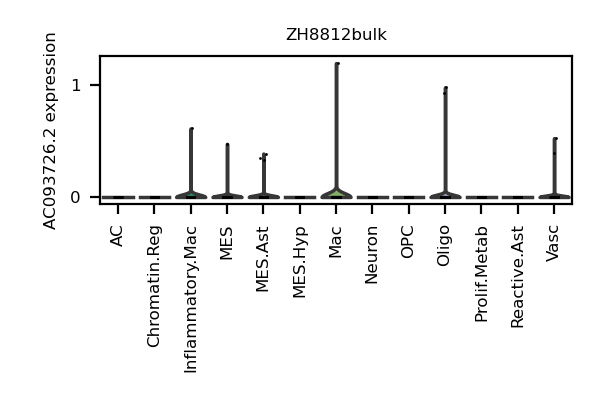 ZH8812bulk
AC093726.2 expression
1
0
AC
Chromatin.Reg
Inflammatory.Mac
MES
MES.Ast
MES.Hyp
Mac
Neuron
OPC
Oligo
Prolif.Metab
Reactive.Ast
Vasc